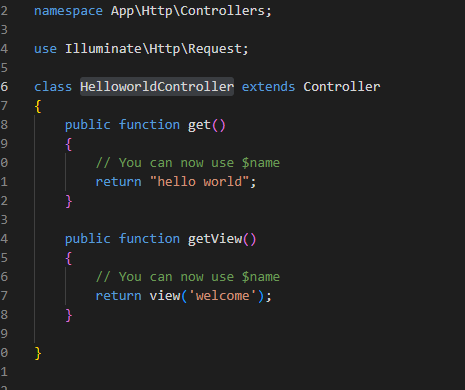 2 namespace App\Http\Controllers;
3
4 use Illuminate\Http\Request;
5
6 class HelloworldController extends Controller
7 {
8 public function get()
9 {
0 // You can now use $name
1 return "hello world";
2 }
3
4 public function getView()
5 {
6 // You can now use $name
7 return view('welcome');
8 }
9
0 }
1
2